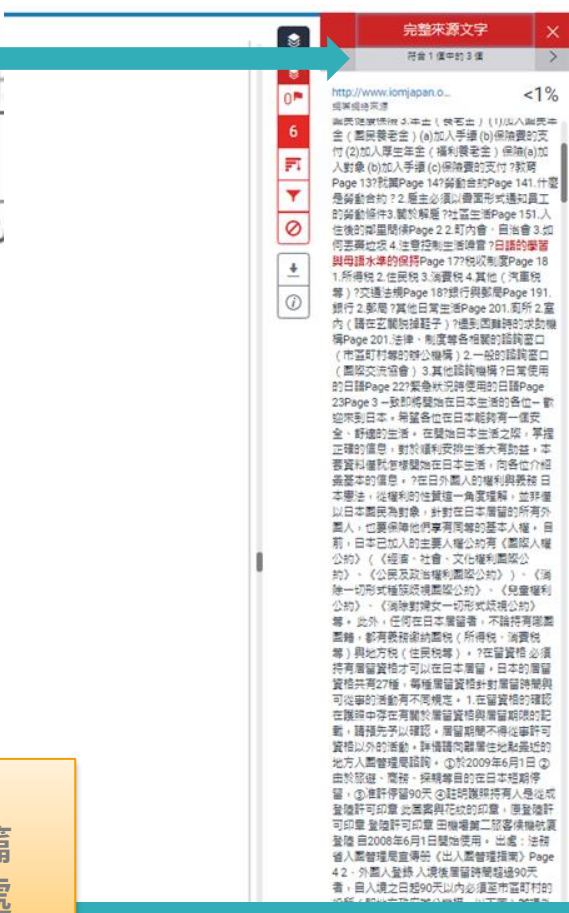 完整來源文字
符合 1 個中的 3 個
http://www.iomjapan.o...
<1%
網際網路來源
0
6
國民健康保險 3.年金（養老金）(1)加入國民年
金（國民養老金）(a)加入手續 (b)保險費的支
付 (2)加入厚生年金（福利養老金）保險(a)加
入對象 (b)加入手續 (c)保險費的支付 ?教育
Page 13?就業Page 14?勞動合約Page 141.什麼
是勞動合約？2.雇主必須以書面形式通知員工
的勞動條件3.關於解雇 ?社區生活Page 151.入
住後的鄰里問候Page 2 2.町內會、自治會 3.如
何丟棄垃圾 4.注意控制生活噪音 ?日語的學習
與母語水準的保持Page 17?稅收制度Page 18
1.所得稅 2.住民稅 3.消費稅 4.其他（汽車稅
等）?交通法規Page 18?銀行與郵局Page 191.
銀行 2.郵局 ?其他日常生活Page 201.廁所 2.室
內（請在玄關脫掉鞋子）?遇到困難時的求助機
構Page 201.法律、制度等各相關的諮詢窗口
（市區町村等的辦公機構）2.一般的諮詢窗口
（國際交流協會） 3.其他諮詢機構 ?日常使用
的日語Page 22?緊急狀況時使用的日語Page
23Page 3 ─致即將開始在日本生活的各位─ 歡
迎來到日本。希望各位在日本能夠有一個安
全、舒適的生活。 在開始日本生活之際，掌握
正確的信息，對於順利安排生活大有助益。本
書資料僅就怎樣開始在日本生活，向各位介紹
最基本的信息。 ?在日外國人的權利與義務 日
本憲法，從權利的性質這一角度理解，並非僅
以日本國民為對象，針對在日本居留的所有外
國人，也要保障他們享有同等的基本人權。 目
前，日本已加入的主要人權公約有《國際人權
公約》（《經濟、社會、文化權利國際公
約》、《公民及政治權利國際公約》）、《消
除一切形式種族歧視國際公約》、《兒童權利
公約》、《消除對婦女一切形式歧視公約》
等。 此外，任何在日本居留者，不論持有哪國
國籍，都有義務繳納國稅（所得稅、消費稅
等）與地方稅（住民稅等）。 ?在留資格 必須
持有居留資格才可以在日本居留。日本的居留
資格共有27種，每種居留資格針對居留時間與
可從事的活動有不同規定。 1.在留資格的確認
在護照中存在有關於居留資格與居留期限的記
載，請預先予以確認。居留期間不得從事許可
資格以外的活動。詳情請向離居住地點最近的
地方入國管理局諮詢。 ①於2009年6月1日 ②
由於旅遊、商務、探親等目的在日本短期停
留，③准許停留90天 ④註明護照持有人是從成
登陸許可印章 此圖案與花紋的印章，原登陸許
可印章 登陸許可印章 田機場第二旅客候機航廈
登陸 自2008年6月1日開始使用。 出處：法務
省入國管理局宣傳冊《出入國管理指南》Page
4 2．外國人登錄 入境後居留時間超過90天
者，自入境之日起90天以內必須至市區町村的